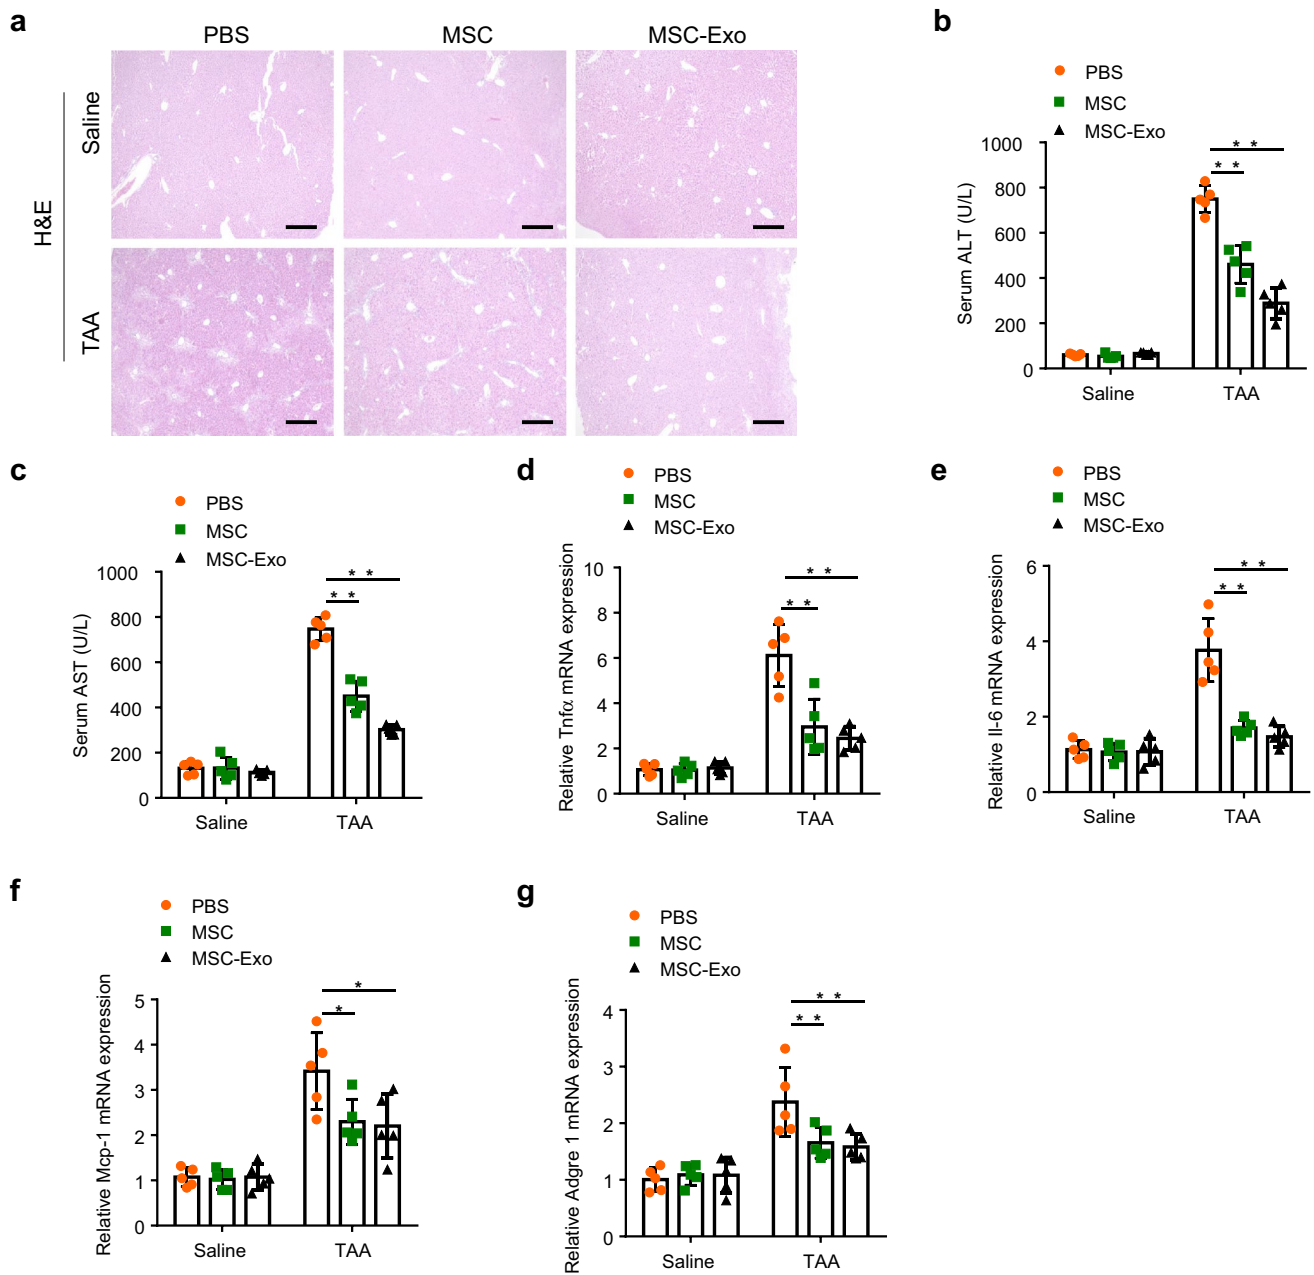 a
PBS MSC MSC-Exo
H&E
Saline
TAA
b
PBS
MSC
MSC-Exo
Serum ALT (U/L)
1000
800
600
400
200
0
* *
* *
Saline TAA
c
PBS
MSC
MSC-Exo
Serum AST (U/L)
1000
800
600
400
200
0
* *
* *
Saline TAA
d
PBS
MSC
MSC-Exo
Relative Tnfα mRNA expression
10
8
6
4
2
0
* *
* *
Saline TAA
e
PBS
MSC
MSC-Exo
Relative Il-6 mRNA expression
6
4
2
0
* *
* *
Saline TAA
f
PBS
MSC
MSC-Exo
Relative Mcp-1 mRNA expression
5
4
3
2
1
0
*
*
Saline TAA
g
PBS
MSC
MSC-Exo
Relative Adgre 1 mRNA expression
4
3
2
1
0
* *
* *
Saline TAA